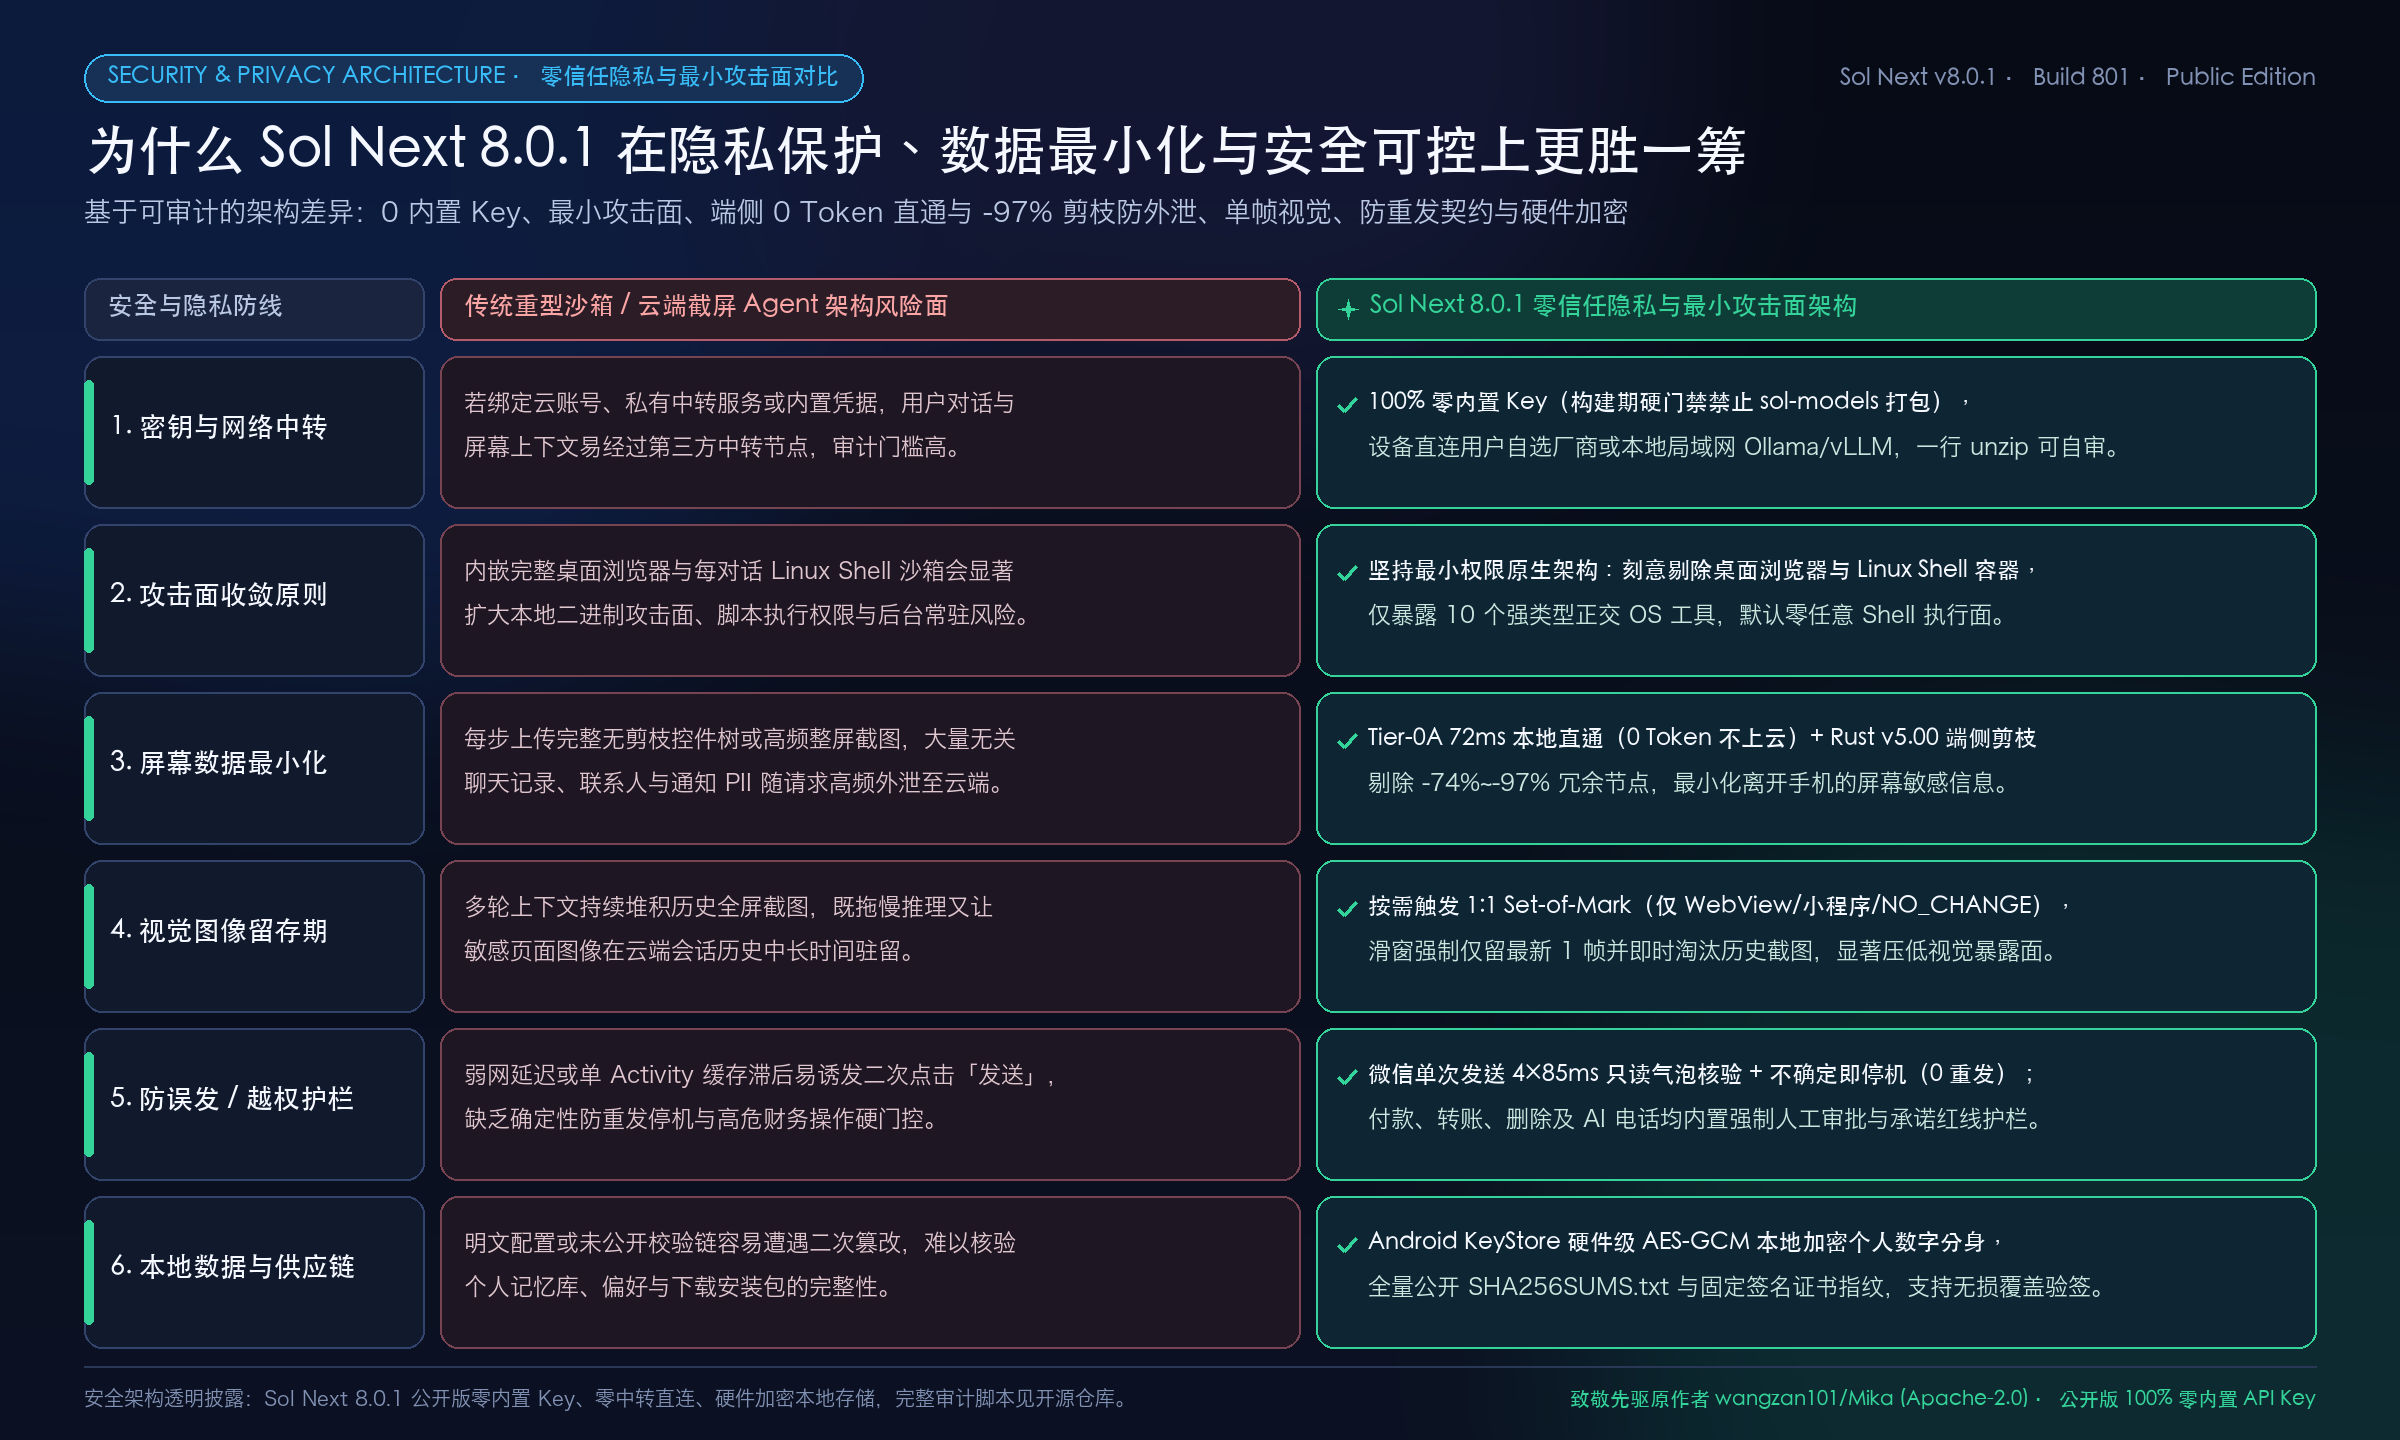 SECURITY & PRIVACY ARCHITECTURE · 零信任隐私与最小攻击面对比
Sol Next v8.0.1 · Build 801 · Public Edition
为什么 Sol Next 8.0.1 在隐私保护、数据最小化与安全可控上更胜一筹
基于可审计的架构差异：0 内置 Key、最小攻击面、端侧 0 Token 直通与 -97% 剪枝防外泄、单帧视觉、防重发契约与硬件加密
安全与隐私防线
传统重型沙箱 / 云端截屏 Agent 架构风险面
Sol Next 8.0.1 零信任隐私与最小攻击面架构
1. 密钥与网络中转
若绑定云账号、私有中转服务或内置凭据，用户对话与
屏幕上下文易经过第三方中转节点，审计门槛高。
100% 零内置 Key（构建期硬门禁禁止 sol-models 打包），
设备直连用户自选厂商或本地局域网 Ollama/vLLM，一行 unzip 可自审。
2. 攻击面收敛原则
内嵌完整桌面浏览器与每对话 Linux Shell 沙箱会显著
扩大本地二进制攻击面、脚本执行权限与后台常驻风险。
坚持最小权限原生架构：刻意剔除桌面浏览器与 Linux Shell 容器，
仅暴露 10 个强类型正交 OS 工具，默认零任意 Shell 执行面。
3. 屏幕数据最小化
每步上传完整无剪枝控件树或高频整屏截图，大量无关
聊天记录、联系人与通知 PII 随请求高频外泄至云端。
Tier-0A 72ms 本地直通（0 Token 不上云）+ Rust v5.00 端侧剪枝
剔除 -74%~-97% 冗余节点，最小化离开手机的屏幕敏感信息。
4. 视觉图像留存期
多轮上下文持续堆积历史全屏截图，既拖慢推理又让
敏感页面图像在云端会话历史中长时间驻留。
按需触发 1:1 Set-of-Mark（仅 WebView/小程序/NO_CHANGE），
滑窗强制仅留最新 1 帧并即时淘汰历史截图，显著压低视觉暴露面。
5. 防误发 / 越权护栏
弱网延迟或单 Activity 缓存滞后易诱发二次点击「发送」，
缺乏确定性防重发停机与高危财务操作硬门控。
微信单次发送 4×85ms 只读气泡核验 + 不确定即停机（0 重发）；
付款、转账、删除及 AI 电话均内置强制人工审批与承诺红线护栏。
6. 本地数据与供应链
明文配置或未公开校验链容易遭遇二次篡改，难以核验
个人记忆库、偏好与下载安装包的完整性。
Android KeyStore 硬件级 AES-GCM 本地加密个人数字分身，
全量公开 SHA256SUMS.txt 与固定签名证书指纹，支持无损覆盖验签。
安全架构透明披露：Sol Next 8.0.1 公开版零内置 Key、零中转直连、硬件加密本地存储，完整审计脚本见开源仓库。
致敬先驱原作者 wangzan101/Mika (Apache-2.0) · 公开版 100% 零内置 API Key